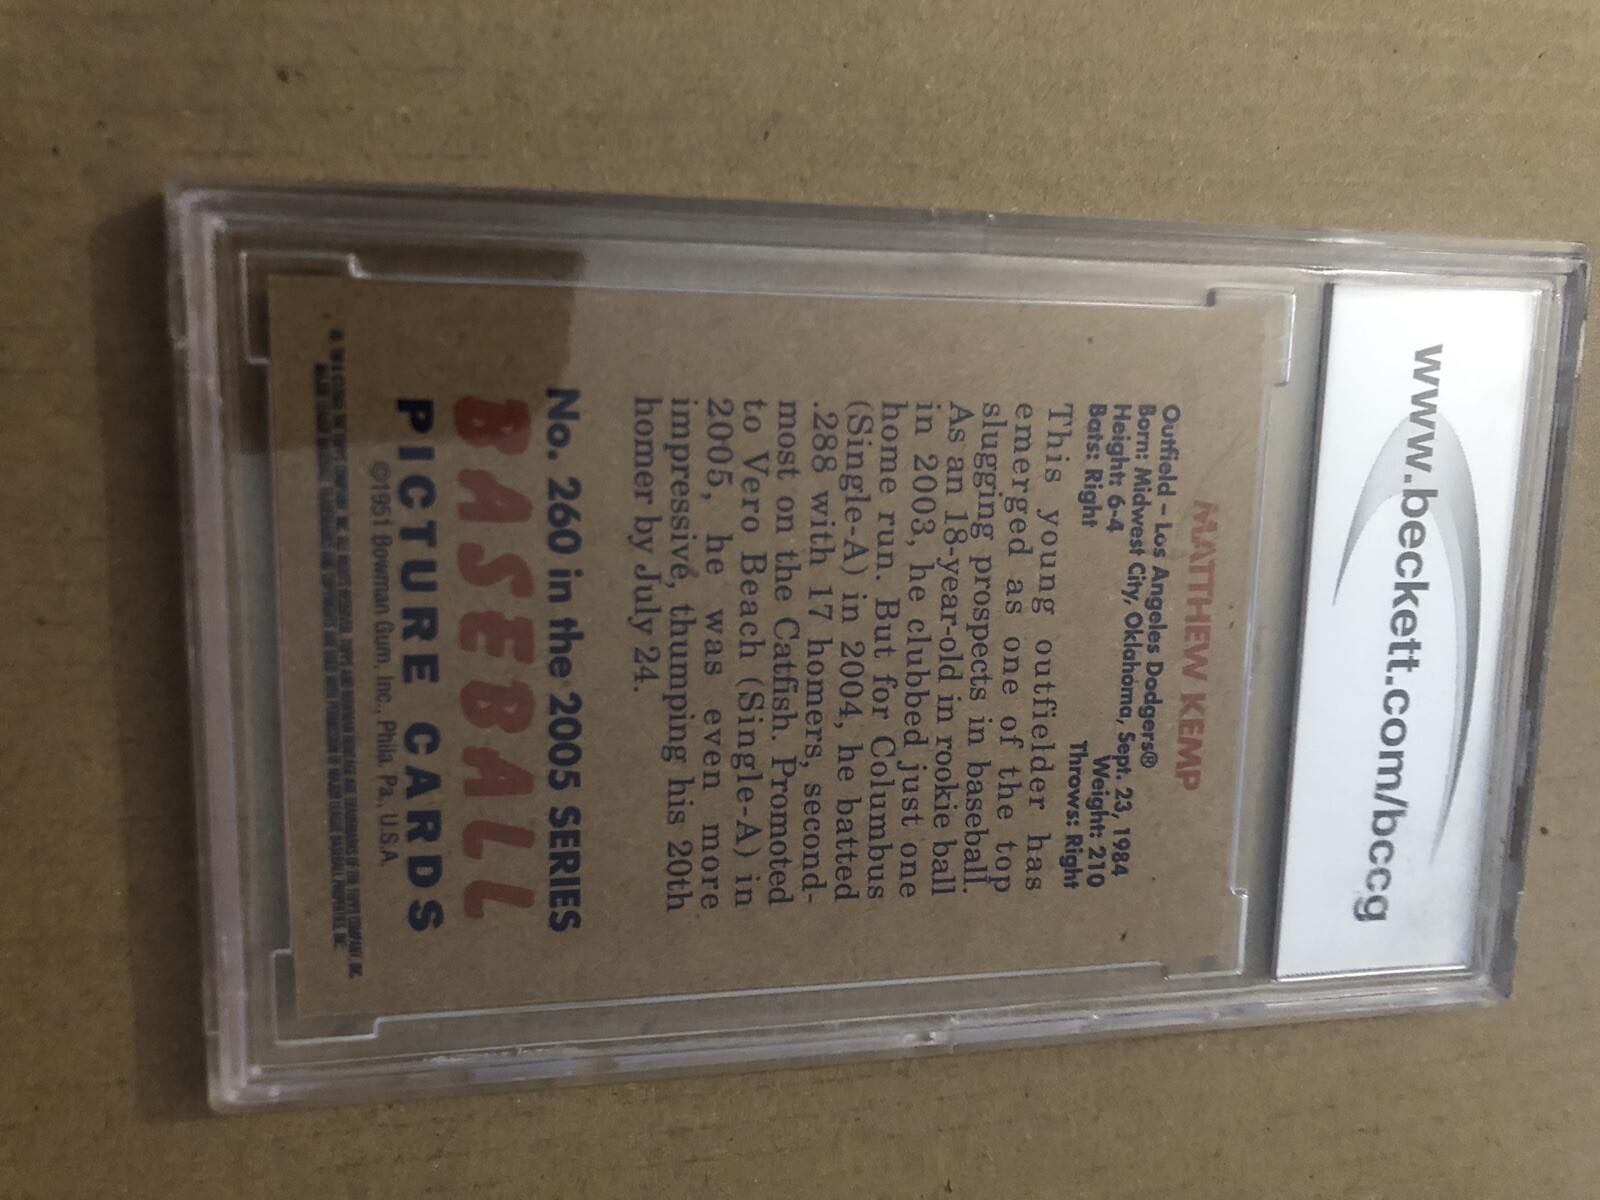 www.beckett.com/bccg
MATTHEW KEMP
Outfield – Los Angeles Dodgers®
Born: Midwest City, Oklahoma, Sept. 23, 1984
Height: 6-4 Weight: 210
Bats: Right Throws: Right
This young outfielder has
emerged as one of the top
slugging prospects in baseball.
As an 18-year-old in rookie ball
in 2003, he clubbed just one
home run. But for Columbus
(Single-A) in 2004, he batted
.288 with 17 homers, second-
most on the Catfish. Promoted
to Vero Beach (Single-A) in
2005, he was even more
impressive, thumping his 20th
homer by July 24.
No. 260 in the 2005 SERIES
BASEBALL
PICTURE CARDS
©1951 Bowman Gum, Inc., Phila. Pa., U.S.A.